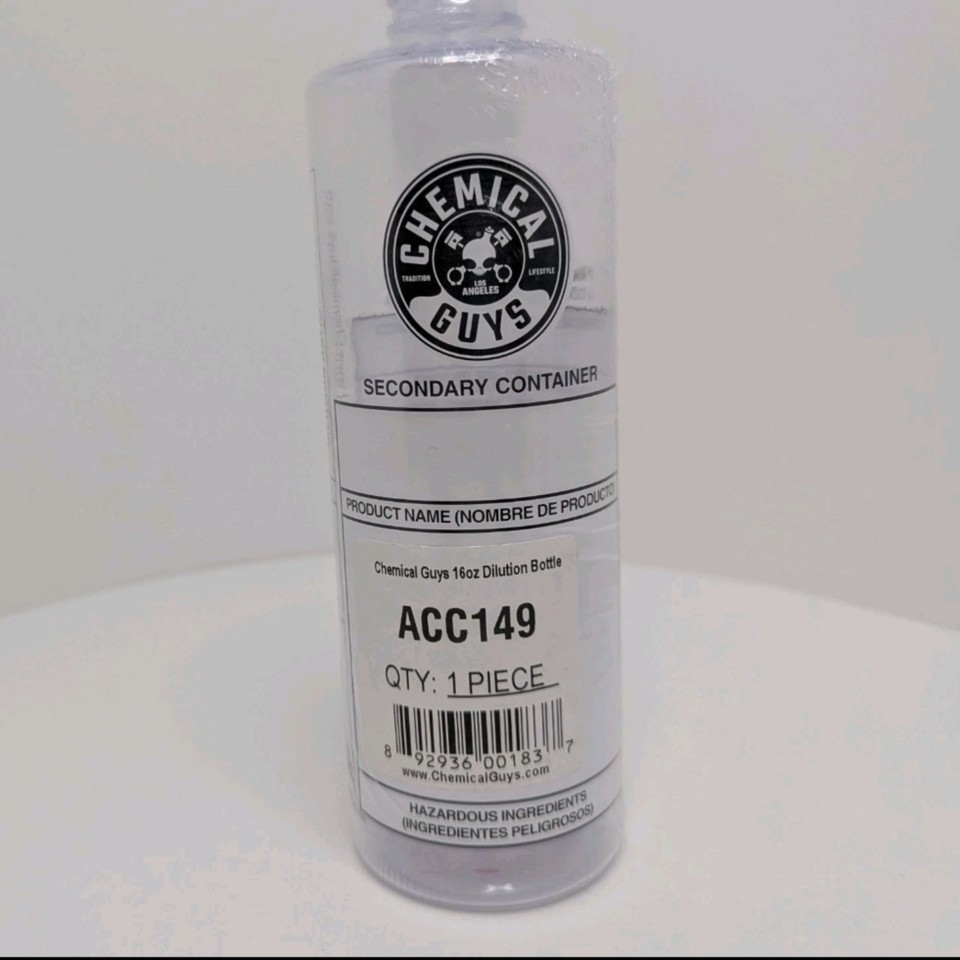 CHEMICAL
TRADITION
LIFESTYLE
LOS
ANGELES
GUYS
SECONDARY CONTAINER
PRODUCT NAME (NOMBRE DE PRODUCTO)
Chemical Guys 16oz Dilution Bottle
ACC149
QTY: 1 PIECE
8 92936 00183 7
www.ChemicalGuys.com
HAZARDOUS INGREDIENTS
(INGREDIENTES PELIGROSOS)